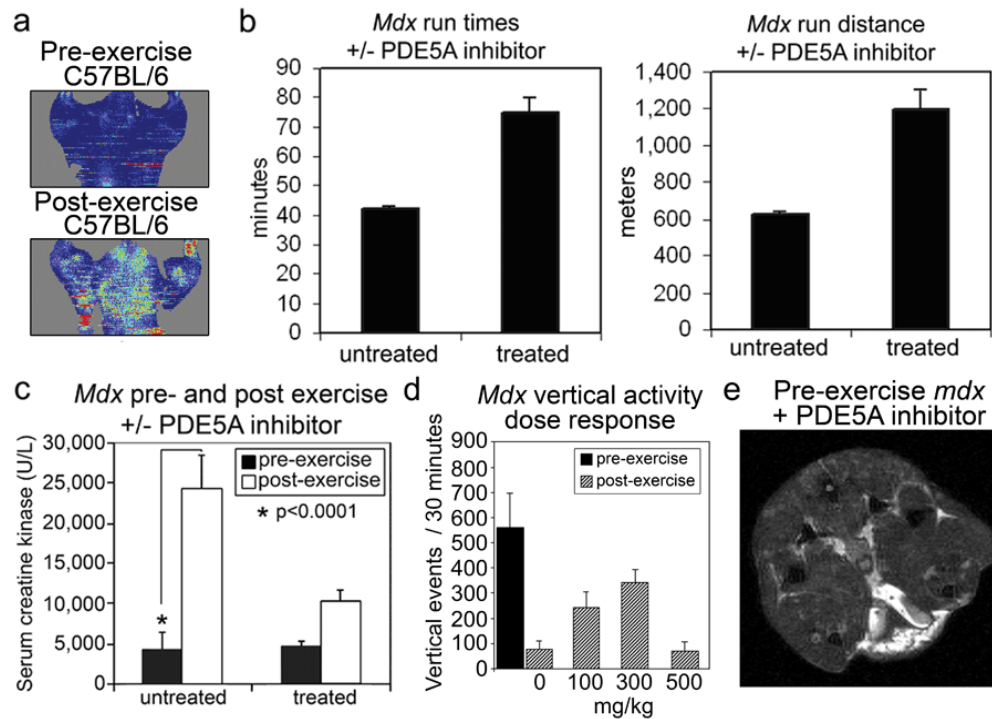 a
Pre-exercise
C57BL/6
Post-exercise
C57BL/6
b
Mdx run times
+/- PDE5A inhibitor
90
80
70
60
50
40
30
20
10
0
minutes
untreated
treated
Mdx run distance
+/- PDE5A inhibitor
1,400
1,200
1,000
800
600
400
200
0
meters
untreated
treated
c
Mdx pre- and post exercise
+/- PDE5A inhibitor
30,000
25,000
20,000
15,000
10,000
5,000
0
Serum creatine kinase (U/L)
pre-exercise
post-exercise
* p<0.0001
*
untreated
treated
d
Mdx vertical activity
dose response
900
800
700
600
500
400
300
200
100
0
Vertical events / 30 minutes
pre-exercise
post-exercise
0
100
300
500
mg/kg
e
Pre-exercise mdx
+ PDE5A inhibitor